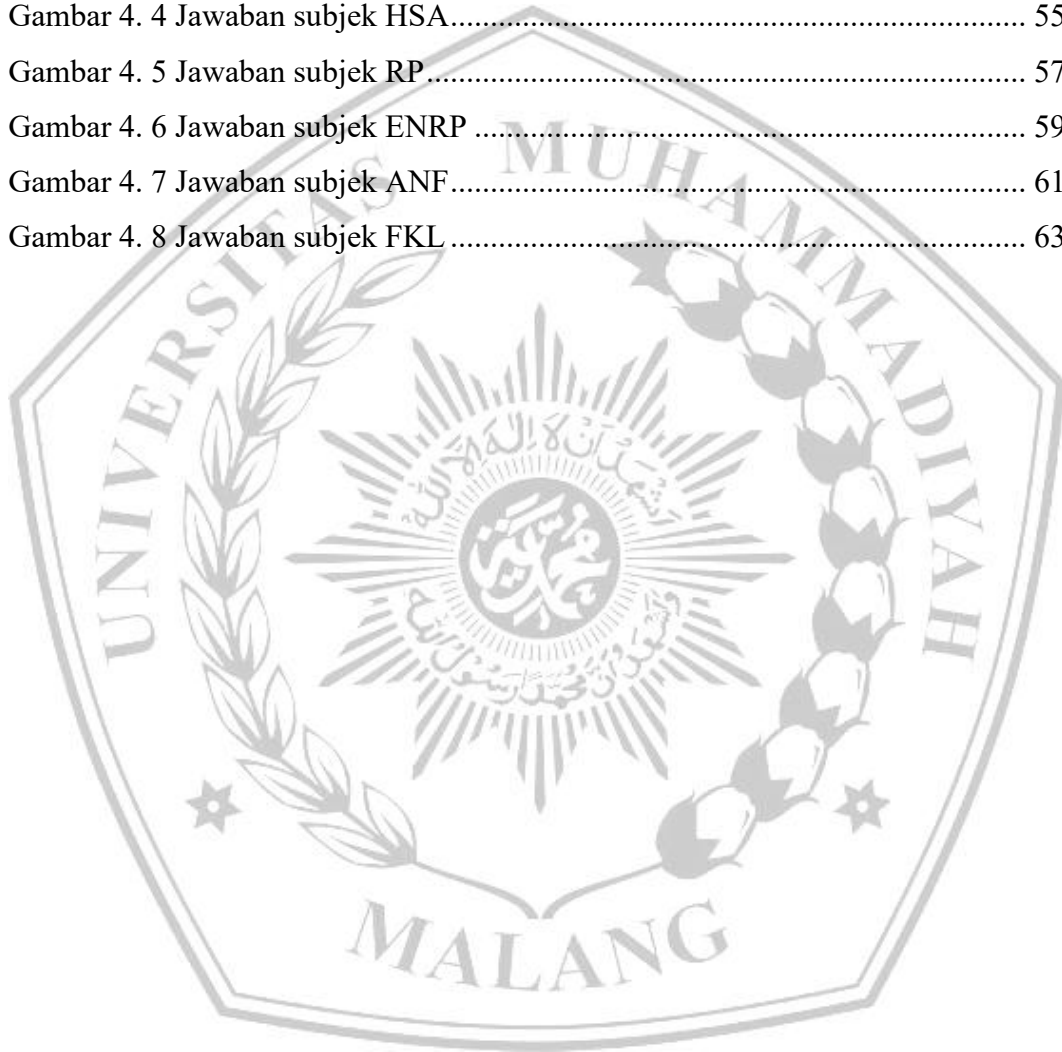 Gambar 4. 4 Jawaban subjek HSA............................................................................ 55
Gambar 4. 5 Jawaban subjek RP............................................................................... 57
Gambar 4. 6 Jawaban subjek ENRP ......................................................................... 59
Gambar 4. 7 Jawaban subjek ANF............................................................................ 61
Gambar 4. 8 Jawaban subjek FKL ............................................................................ 63
UNIVERSITAS MUHAMMADIYAH
MALANG